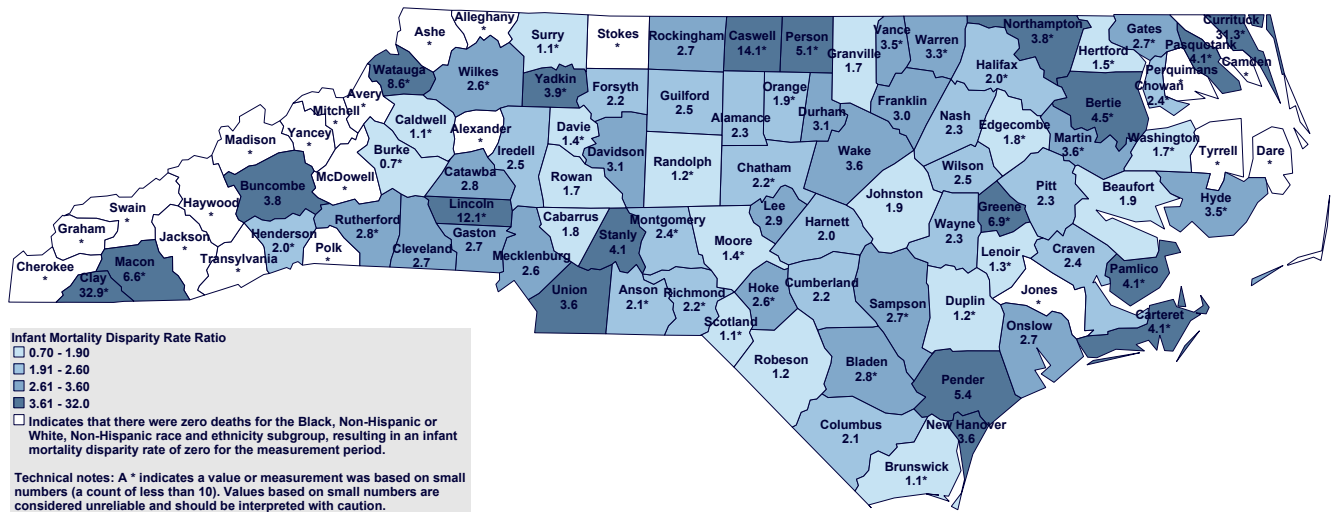 Ashe
*
Alleghany
*
Surry
1.1*
Stokes
*
Rockingham
2.7
Caswell
14.1*
Person
5.1*
Granville
1.7
Vance
3.5*
Warren
3.3*
Northampton
3.8*
Hertford
1.5*
Gates
2.7*
Currituck
31.3*
Pasquotank
4.1*
Camden
*
Perquimans
*
Chowan
2.4*
Watauga
8.6*
Wilkes
2.6*
Yadkin
3.9*
Forsyth
2.2
Guilford
2.5
Alamance
2.3
Orange
1.9*
Durham
3.1
Franklin
3.0
Halifax
2.0*
Bertie
4.5*
Avery
*
Mitchell
*
Yancey
*
Madison
*
Caldwell
1.1*
Alexander
*
Davie
1.4*
Iredell
2.5
Davidson
3.1
Randolph
1.2*
Chatham
2.2*
Wake
3.6
Nash
2.3
Edgecombe
1.8*
Martin
3.6*
Washington
1.7*
Tyrrell
*
Dare
*
Burke
0.7*
McDowell
*
Buncombe
3.8
Haywood
*
Swain
*
Graham
*
Jackson
*
Cherokee
*
Clay
32.9*
Macon
6.6*
Transylvania
*
Henderson
2.0*
Polk
*
Rutherford
2.8*
Cleveland
2.7
Catawba
2.8
Lincoln
12.1*
Gaston
2.7
Rowan
1.7
Cabarrus
1.8
Mecklenburg
2.6
Stanly
4.1
Montgomery
2.4*
Moore
1.4*
Lee
2.9
Harnett
2.0
Johnston
1.9
Wilson
2.5
Greene
6.9*
Pitt
2.3
Beaufort
1.9
Hyde
3.5*
Wayne
2.3
Lenoir
1.3*
Craven
2.4
Pamlico
4.1*
Jones
*
Carteret
4.1*
Onslow
2.7
Union
3.6
Anson
2.1*
Richmond
2.2*
Scotland
1.1*
Hoke
2.6*
Cumberland
2.2
Sampson
2.7*
Duplin
1.2*
Robeson
1.2
Bladen
2.8*
Pender
5.4
Columbus
2.1
New Hanover
3.6
Brunswick
1.1*
Infant Mortality Disparity Rate Ratio
0.70 - 1.90
1.91 - 2.60
2.61 - 3.60
3.61 - 32.0
Indicates that there were zero deaths for the Black, Non-Hispanic or
White, Non-Hispanic race and ethnicity subgroup, resulting in an infant
mortality disparity rate of zero for the measurement period.
Technical notes: A * indicates a value or measurement was based on small
numbers (a count of less than 10). Values based on small numbers are
considered unreliable and should be interpreted with caution.